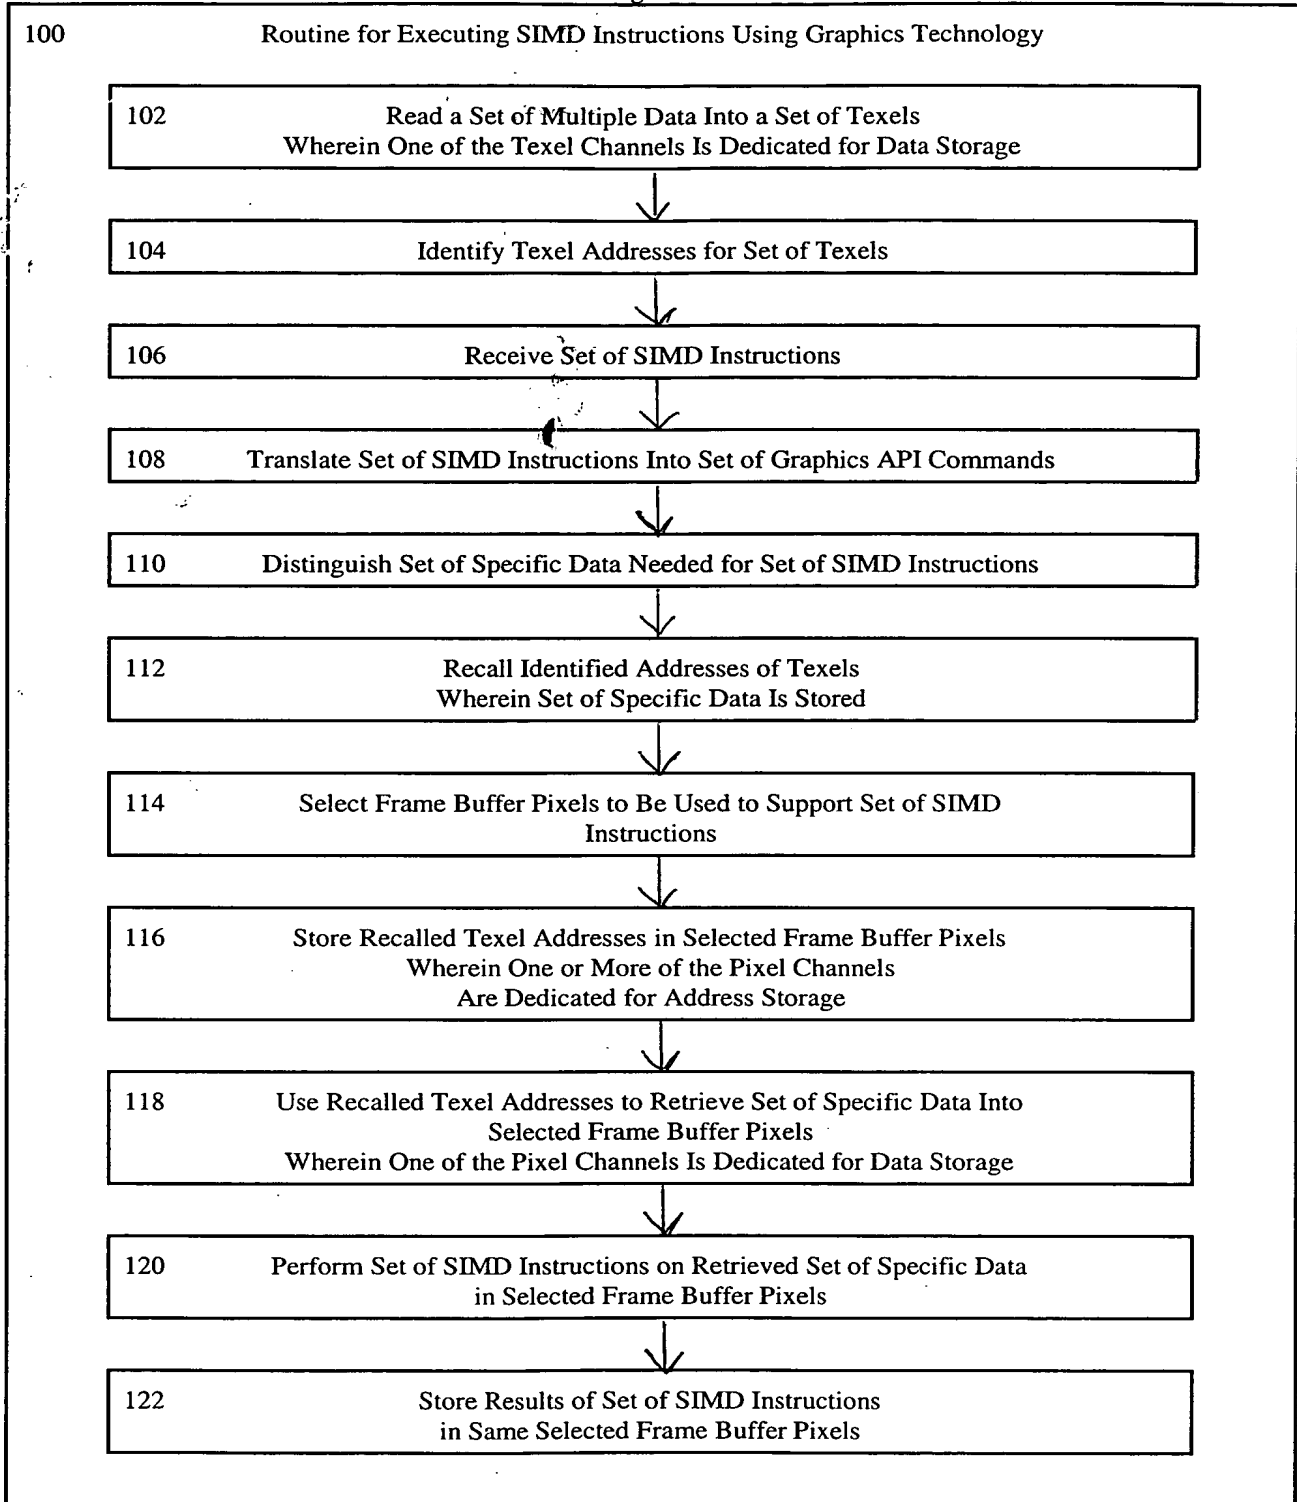 100 Routine for Executing SIMD Instructions Using Graphics Technology
102 Read a Set of Multiple Data Into a Set of Texels
Wherein One of the Texel Channels Is Dedicated for Data Storage
104 Identify Texel Addresses for Set of Texels
106 Receive Set of SIMD Instructions
108 Translate Set of SIMD Instructions Into Set of Graphics API Commands
110 Distinguish Set of Specific Data Needed for Set of SIMD Instructions
112 Recall Identified Addresses of Texels
Wherein Set of Specific Data Is Stored
114 Select Frame Buffer Pixels to Be Used to Support Set of SIMD
Instructions
116 Store Recalled Texel Addresses in Selected Frame Buffer Pixels
Wherein One or More of the Pixel Channels
Are Dedicated for Address Storage
118 Use Recalled Texel Addresses to Retrieve Set of Specific Data Into
Selected Frame Buffer Pixels
Wherein One of the Pixel Channels Is Dedicated for Data Storage
120 Perform Set of SIMD Instructions on Retrieved Set of Specific Data
in Selected Frame Buffer Pixels
122 Store Results of Set of SIMD Instructions
in Same Selected Frame Buffer Pixels